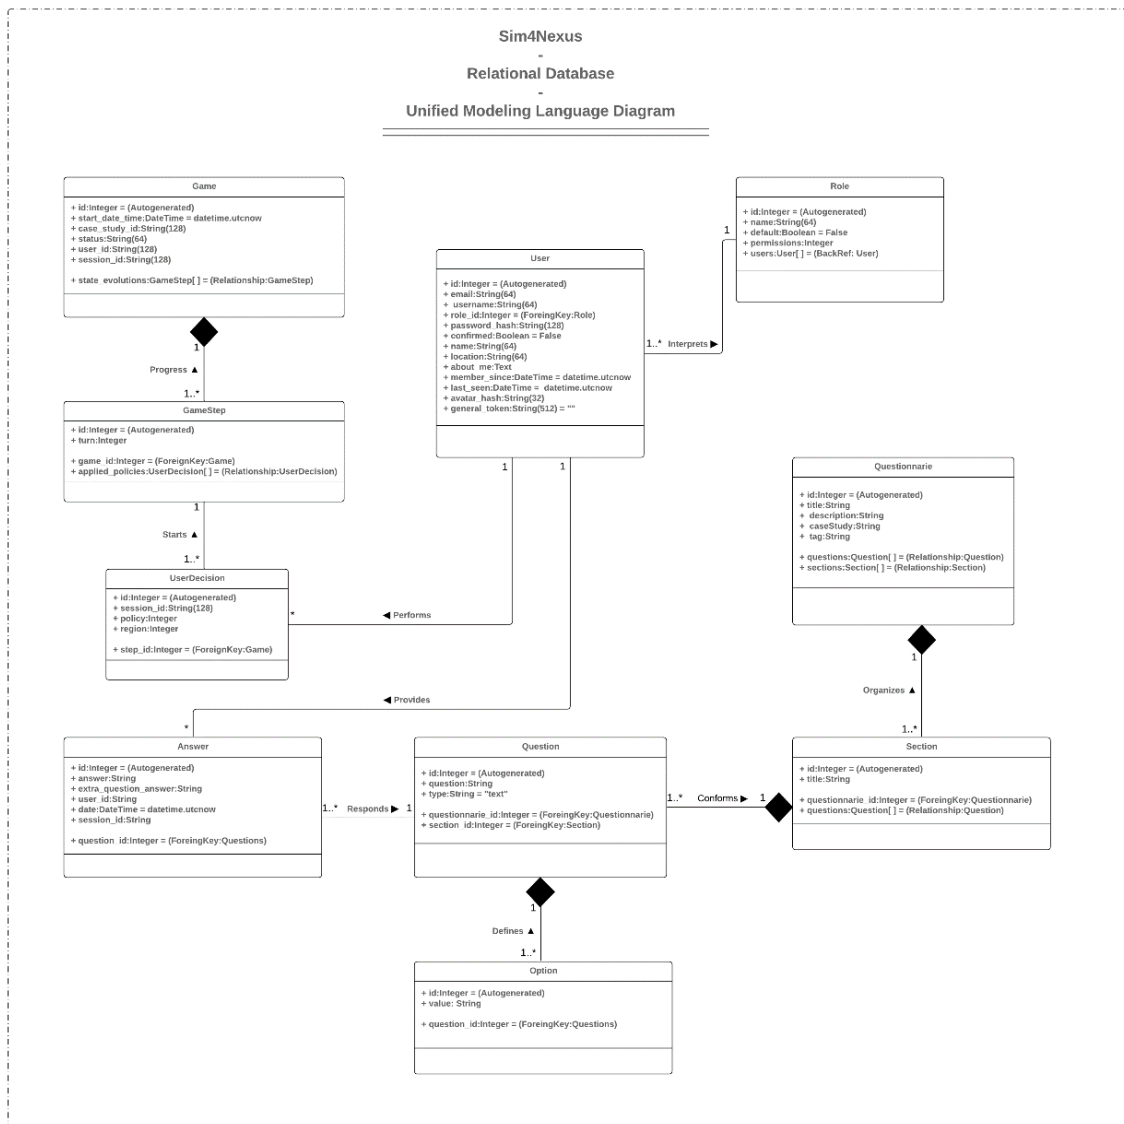 Sim4Nexus
-
Relational Database
-
Unified Modeling Language Diagram
Game
+ id:Integer = (Autogenerated)
+ start_date_time:DateTime = datetime.utcnow
+ case_study_id:String(128)
+ status:String(64)
+ user_id:String(128)
+ session_id:String(128)
+ state_evolutions:GameStep[ ] = (Relationship:GameStep)
1
Progress ▲
1..*
GameStep
+ id:Integer = (Autogenerated)
+ turn:Integer
+ game_id:Integer = (ForeignKey:Game)
+ applied_policies:UserDecision[ ] = (Relationship:UserDecision)
1
Starts ▲
1..*
UserDecision
+ id:Integer = (Autogenerated)
+ session_id:String(128)
+ policy:Integer
+ region:Integer
+ step_id:Integer = (ForeignKey:Game)
User
+ id:Integer = (Autogenerated)
+ email:String(64)
+ username:String(64)
+ role_id:Integer = (ForeingKey:Role)
+ password_hash:String(128)
+ confirmed:Boolean = False
+ name:String(64)
+ location:String(64)
+ about_me:Text
+ member_since:DateTime = datetime.utcnow
+ last_seen:DateTime = datetime.utcnow
+ avatar_hash:String(32)
+ general_token:String(512) = ""
1..* Interprets ▶
1
Role
+ id:Integer = (Autogenerated)
+ name:String(64)
+ default:Boolean = False
+ permissions:Integer
+ users:User[ ] = (BackRef: User)
1
1
* ◀ Performs
◀ Provides
*
Questionnarie
+ id:Integer = (Autogenerated)
+ title:String
+ description:String
+ caseStudy:String
+ tag:String
+ questions:Question[ ] = (Relationship:Question)
+ sections:Section[ ] = (Relationship:Section)
1
Organizes ▲
1..*
Answer
+ id:Integer = (Autogenerated)
+ answer:String
+ extra_question_answer:String
+ user_id:String
+ date:DateTime = datetime.utcnow
+ session_id:String
+ question_id:Integer = (ForeingKey:Questions)
1..* Responds ▶ 1
Question
+ id:Integer = (Autogenerated)
+ question:String
+ type:String = "text"
+ questionnarie_id:Integer = (ForeingKey:Questionnarie)
+ section_id:Integer = (ForeingKey:Section)
1..* Conforms ▶ 1
Section
+ id:Integer = (Autogenerated)
+ title:String
+ questionnarie_id:Integer = (ForeingKey:Questionnarie)
+ questions:Question[ ] = (Relationship:Question)
1
Defines ▲
1..*
Option
+ id:Integer = (Autogenerated)
+ value: String
+ question_id:Integer = (ForeingKey:Questions)